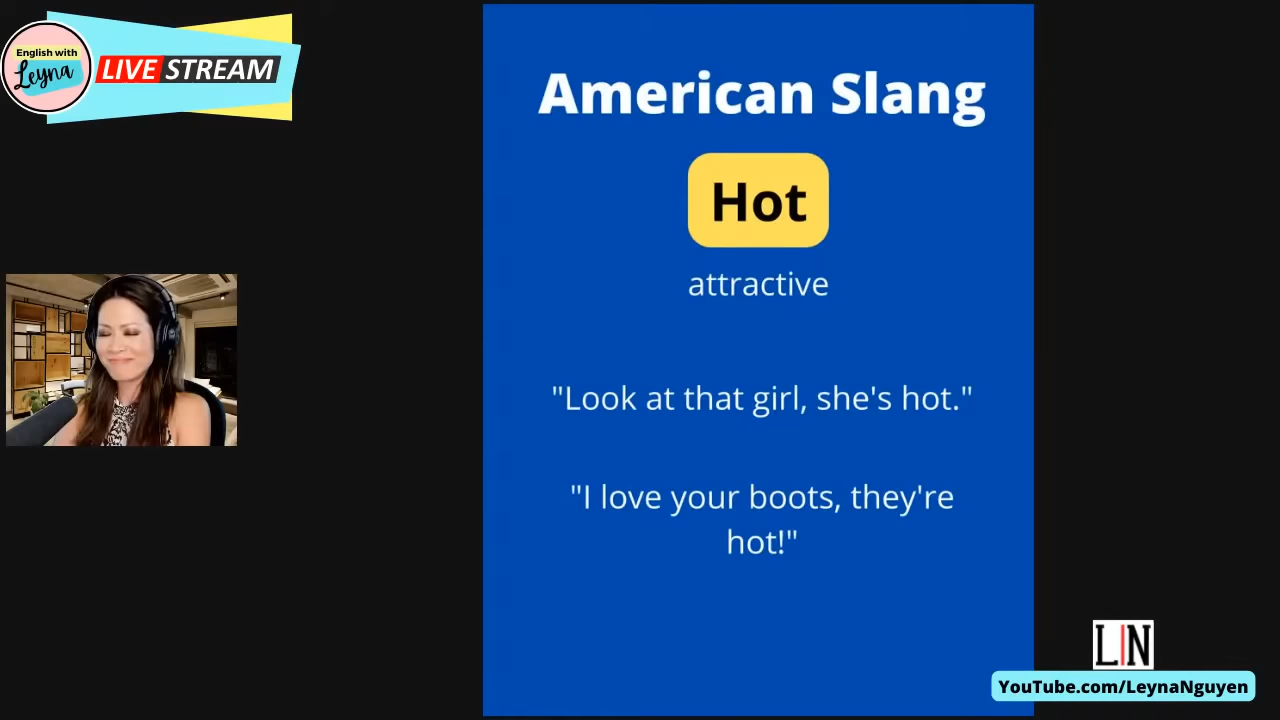 English with
Leyna
LIVE STREAM
American Slang
Hot
attractive
"Look at that girl, she's hot."
"I love your boots, they're
hot!"
LIN
YouTube.com/LeynaNguyen